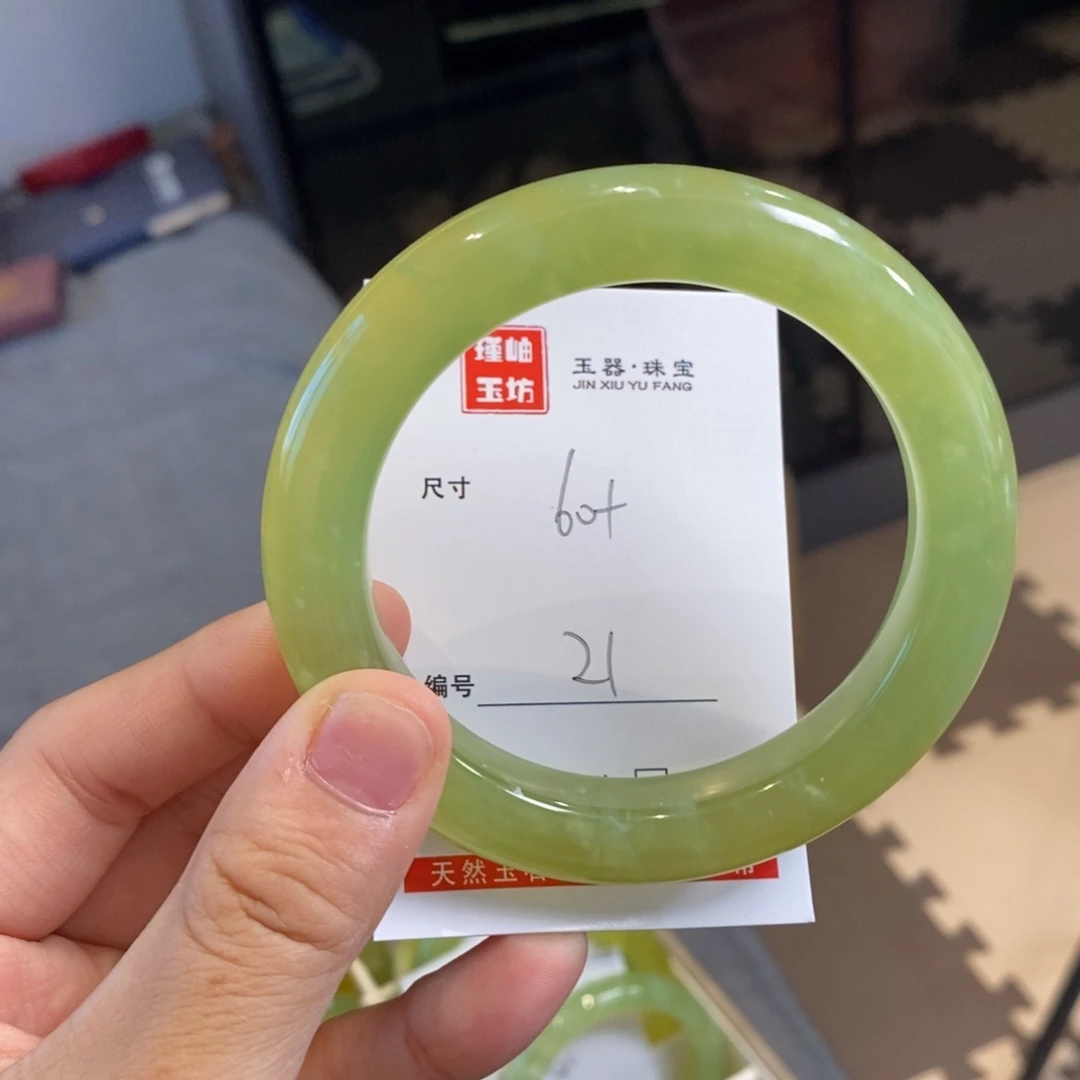 瑾岫
玉坊
玉器·珠宝
JIN XIU YU FANG
尺寸 60+
编号 21
天然玉石